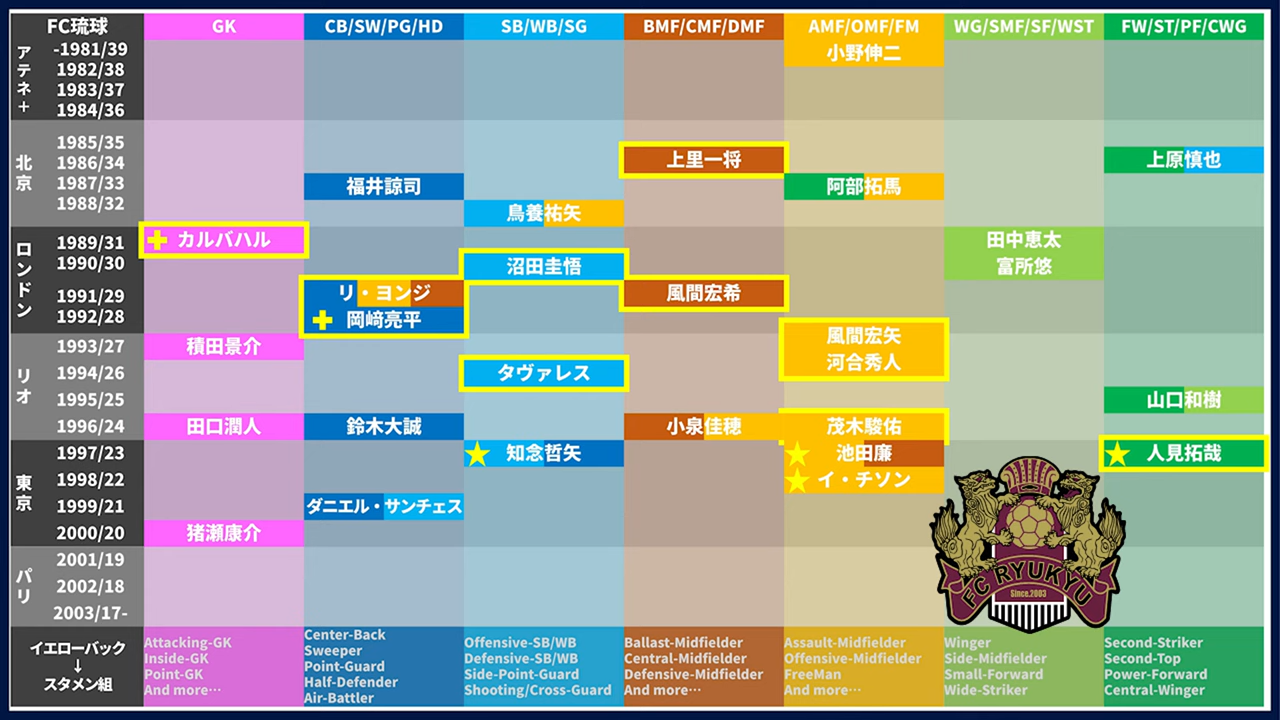 FC琉球 GK CB/SW/PG/HD SB/WB/SG BMF/CMF/DMF AMF/OMF/FM WG/SMF/SF/WST FW/ST/PF/CWG
アテネ+
-1981/39 小野伸二
1982/38
1983/37
1984/36
北京
1985/35
1986/34 上里一将 上原慎也
1987/33 福井諒司 阿部拓馬
1988/32 鳥養祐矢
ロンドン
1989/31 カルバハル 田中恵太
1990/30 沼田圭悟 富所悠
1991/29 リ・ヨンジ 風間宏希
1992/28 岡﨑亮平
リオ
1993/27 積田景介 風間宏矢
河合秀人
1994/26 タヴァレス
1995/25 山口和樹
1996/24 田口潤人 鈴木大誠 小泉佳穂 茂木駿佑
東京
1997/23 知念哲矢 池田廉 人見拓哉
1998/22 イ・チソン
1999/21 ダニエル・サンチェス
2000/20 猪瀬康介
パリ
2001/19
2002/18
2003/17-
FC RYUKYU
Since.2003
イエローバック
↓
スタメン組
Attacking-GK
Inside-GK
Point-GK
And more…
Center-Back
Sweeper
Point-Guard
Half-Defender
Air-Battler
Offensive-SB/WB
Defensive-SB/WB
Side-Point-Guard
Shooting/Cross-Guard
Ballast-Midfielder
Central-Midfielder
Defensive-Midfielder
And more…
Assault-Midfielder
Offensive-Midfielder
FreeMan
And more…
Winger
Side-Midfielder
Small-Forward
Wide-Striker
Second-Striker
Second-Top
Power-Forward
Central-Winger